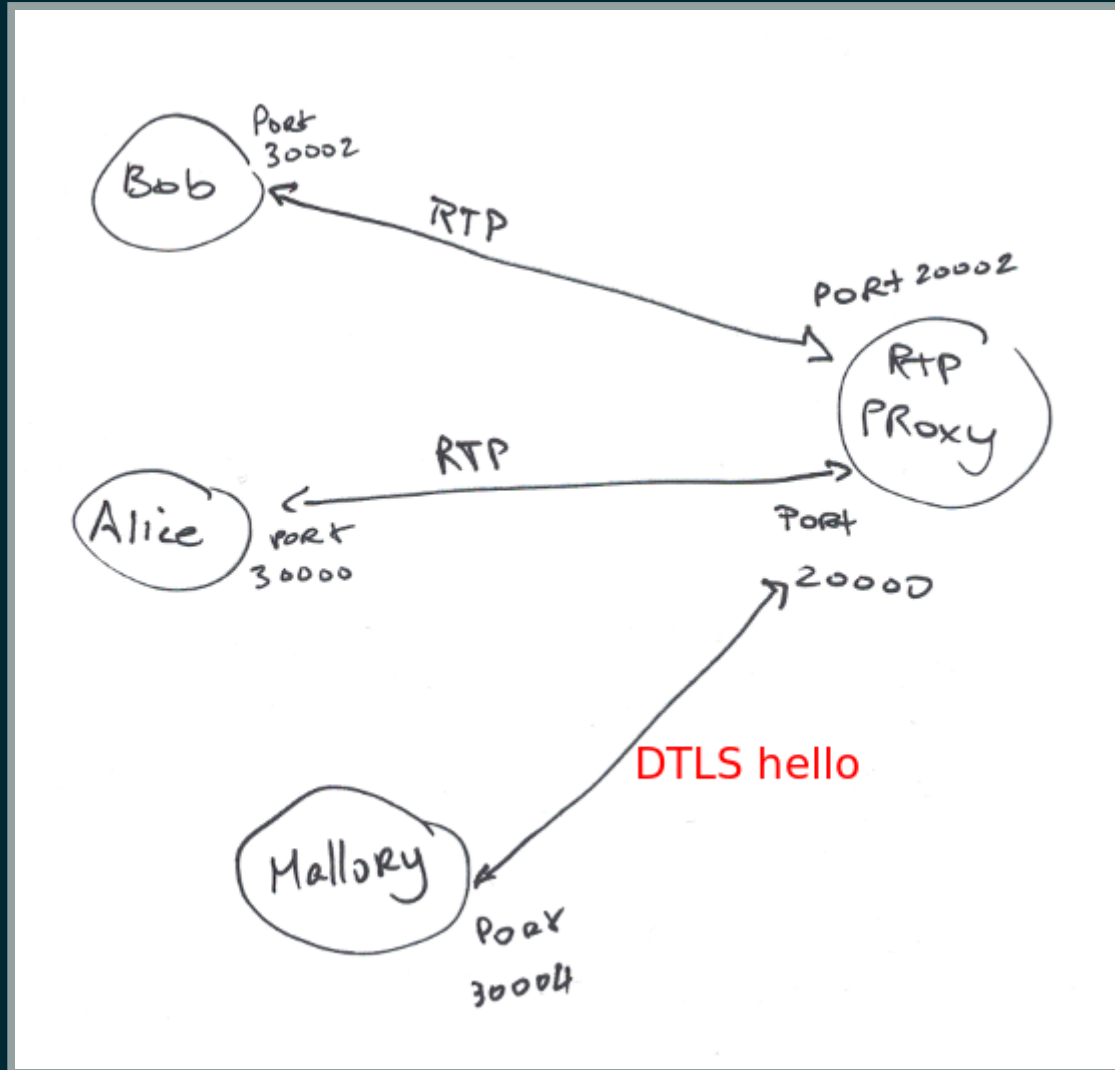 Port
30002
Bob
RTP
PORT 20002
RTP
PROXY
RTP
Alice
PORT
30000
PORT
20000
DTLS hello
Mallory
PORT
30004